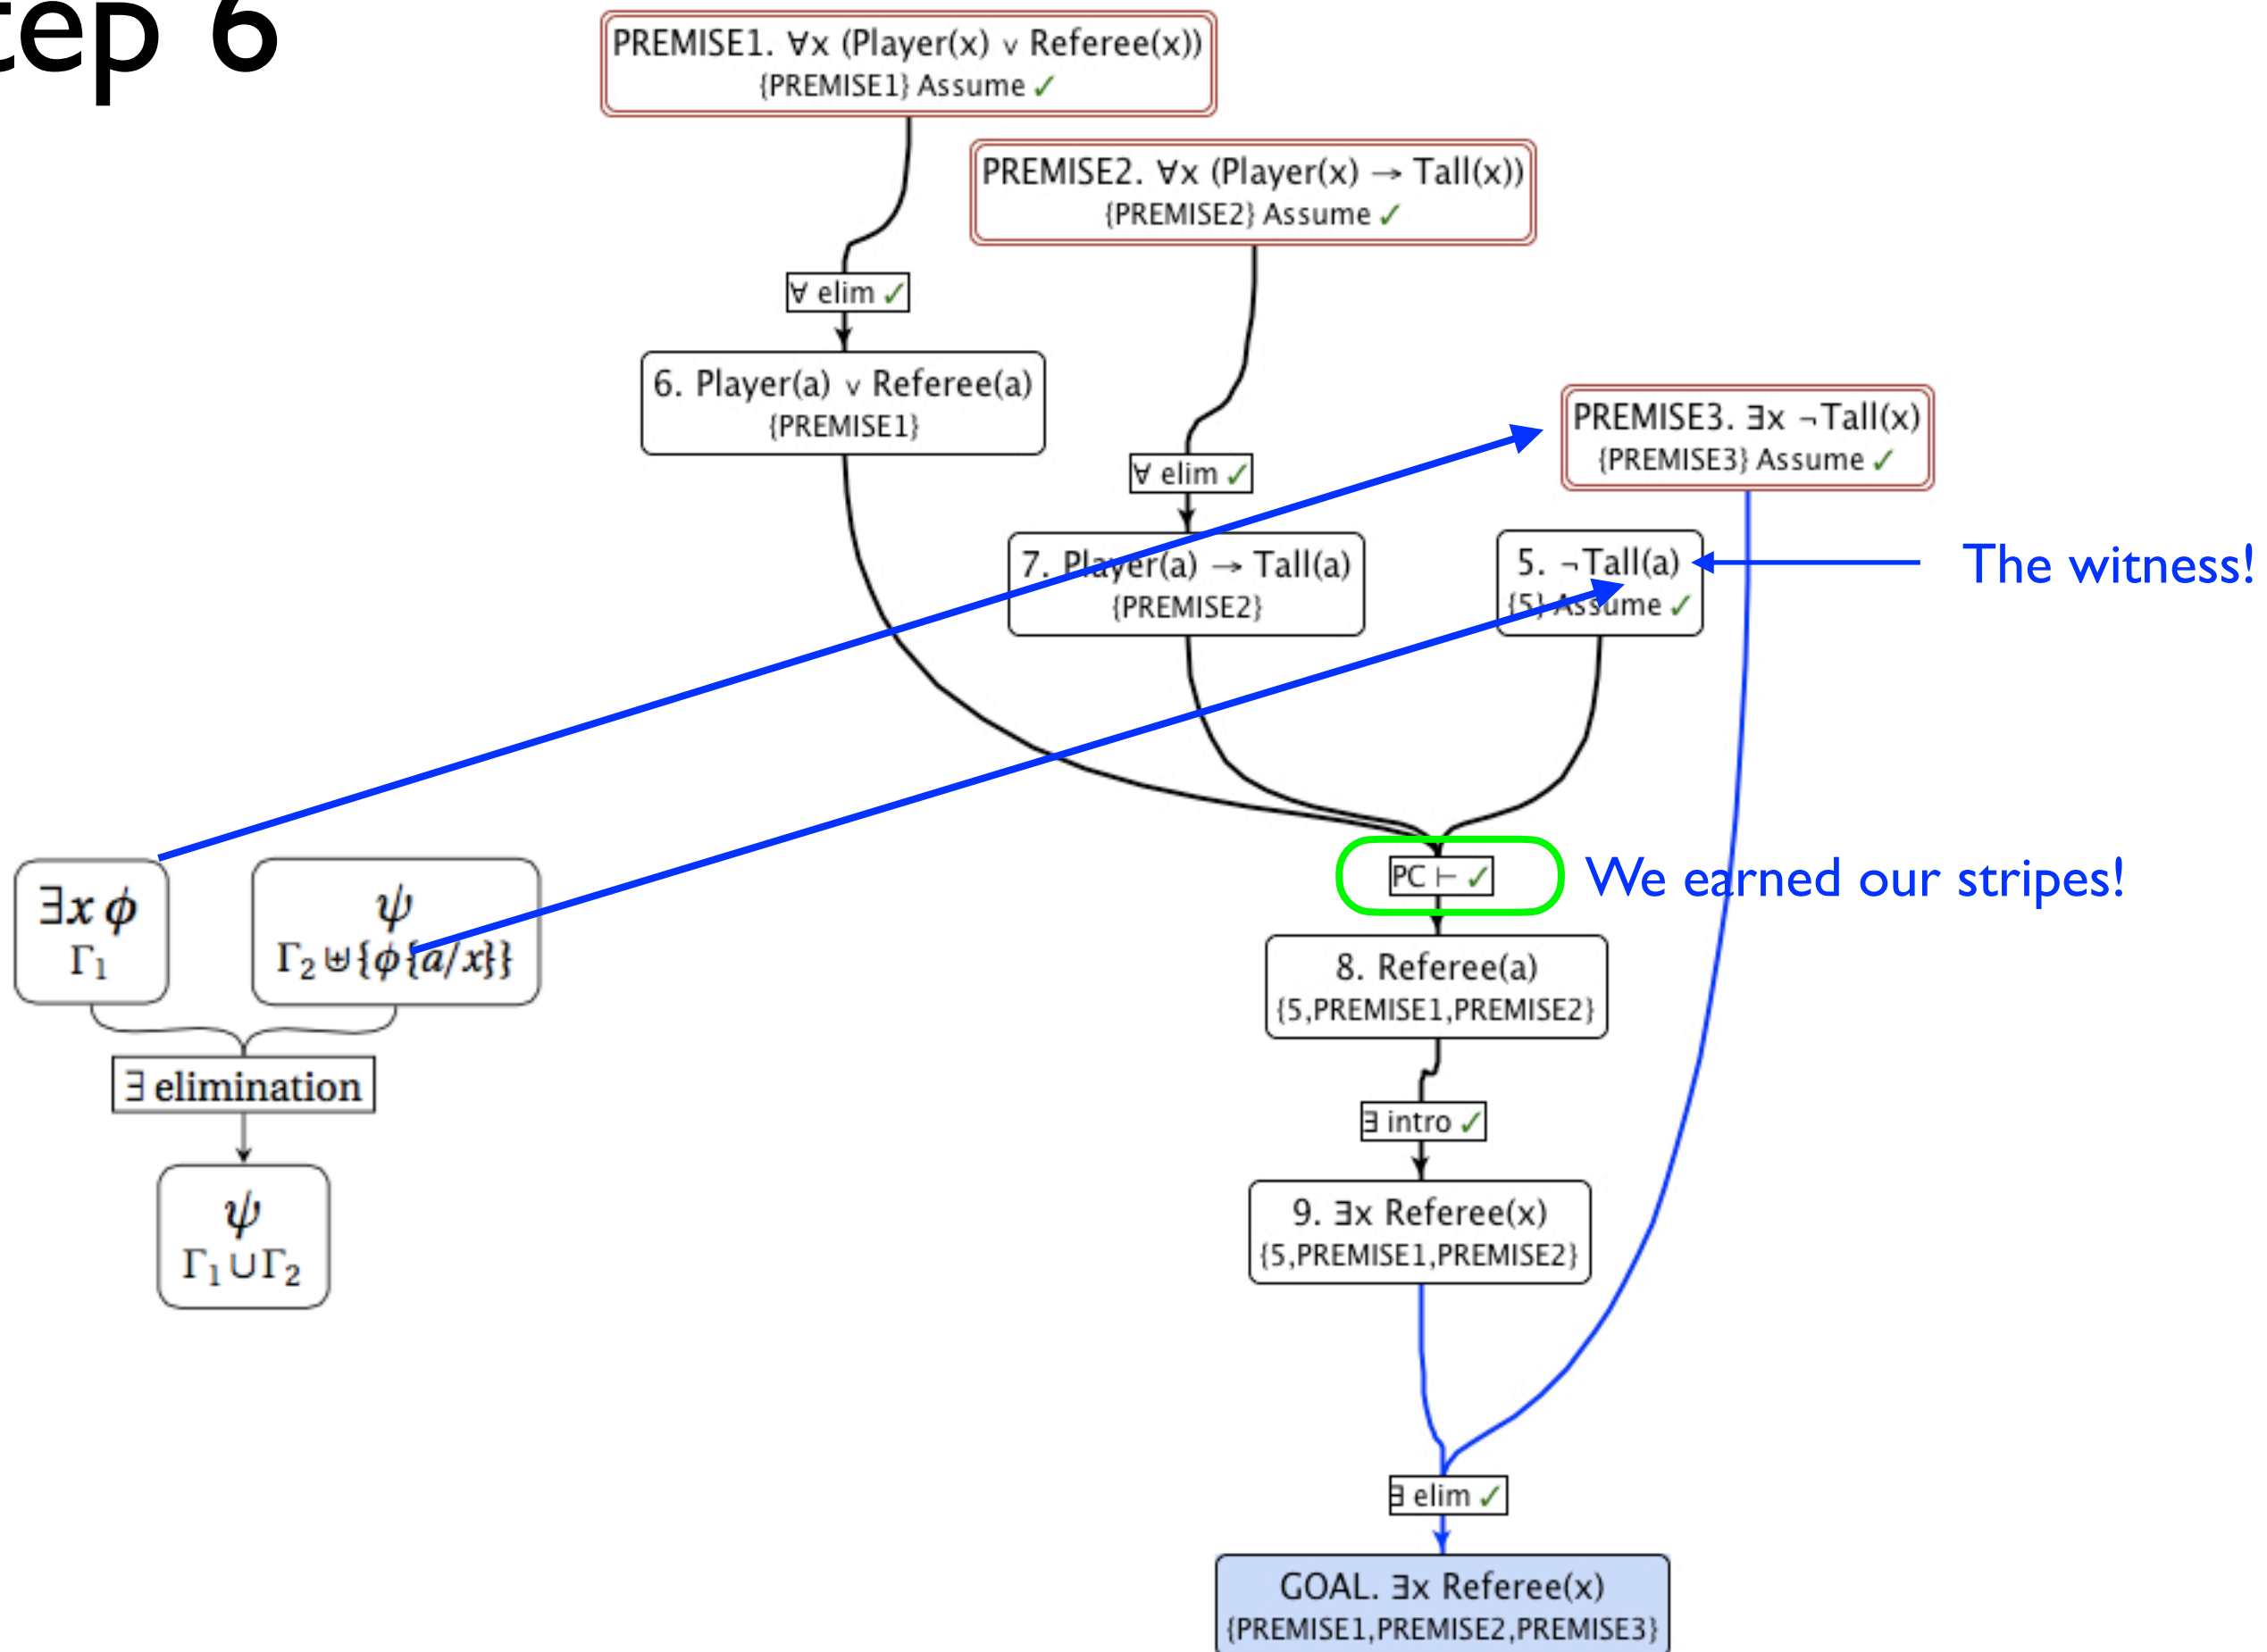 tep 6
PREMISE1. ∀x (Player(x) ∨ Referee(x))
{PREMISE1} Assume ✓
PREMISE2. ∀x (Player(x) → Tall(x))
{PREMISE2} Assume ✓
∀ elim ✓
6. Player(a) ∨ Referee(a)
{PREMISE1}
PREMISE3. ∃x ¬Tall(x)
{PREMISE3} Assume ✓
∀ elim ✓
7. Player(a) → Tall(a)
{PREMISE2}
5. ¬Tall(a)
{5} Assume ✓
The witness!
PC ⊢ ✓
We earned our stripes!
∃x ϕ
Γ1
ψ
Γ2 ⊎{ϕ{a/x}}
8. Referee(a)
{5,PREMISE1,PREMISE2}
∃ elimination
∃ intro ✓
ψ
Γ1 ∪Γ2
9. ∃x Referee(x)
{5,PREMISE1,PREMISE2}
∃ elim ✓
GOAL. ∃x Referee(x)
{PREMISE1,PREMISE2,PREMISE3}